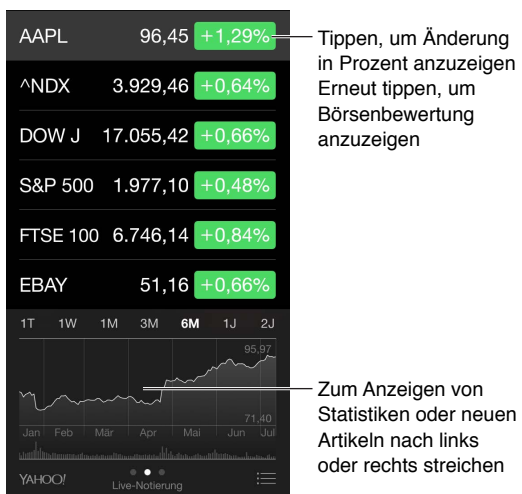 AAPL 96,45 +1,29%
^NDX 3.929,46 +0,64%
DOW J 17.055,42 +0,66%
S&P 500 1.977,10 +0,48%
FTSE 100 6.746,14 +0,84%
EBAY 51,16 +0,66%
1T 1W 1M 3M 6M 1J 2J
95,97
71,40
Jan Feb Mär Apr Mai Jun Jul
YAHOO!
Live-Notierung
Tippen, um Änderung
in Prozent anzuzeigen
Erneut tippen, um
Börsenbewertung
anzuzeigen
Zum Anzeigen von
Statistiken oder neuen
Artikeln nach links
oder rechts streichen